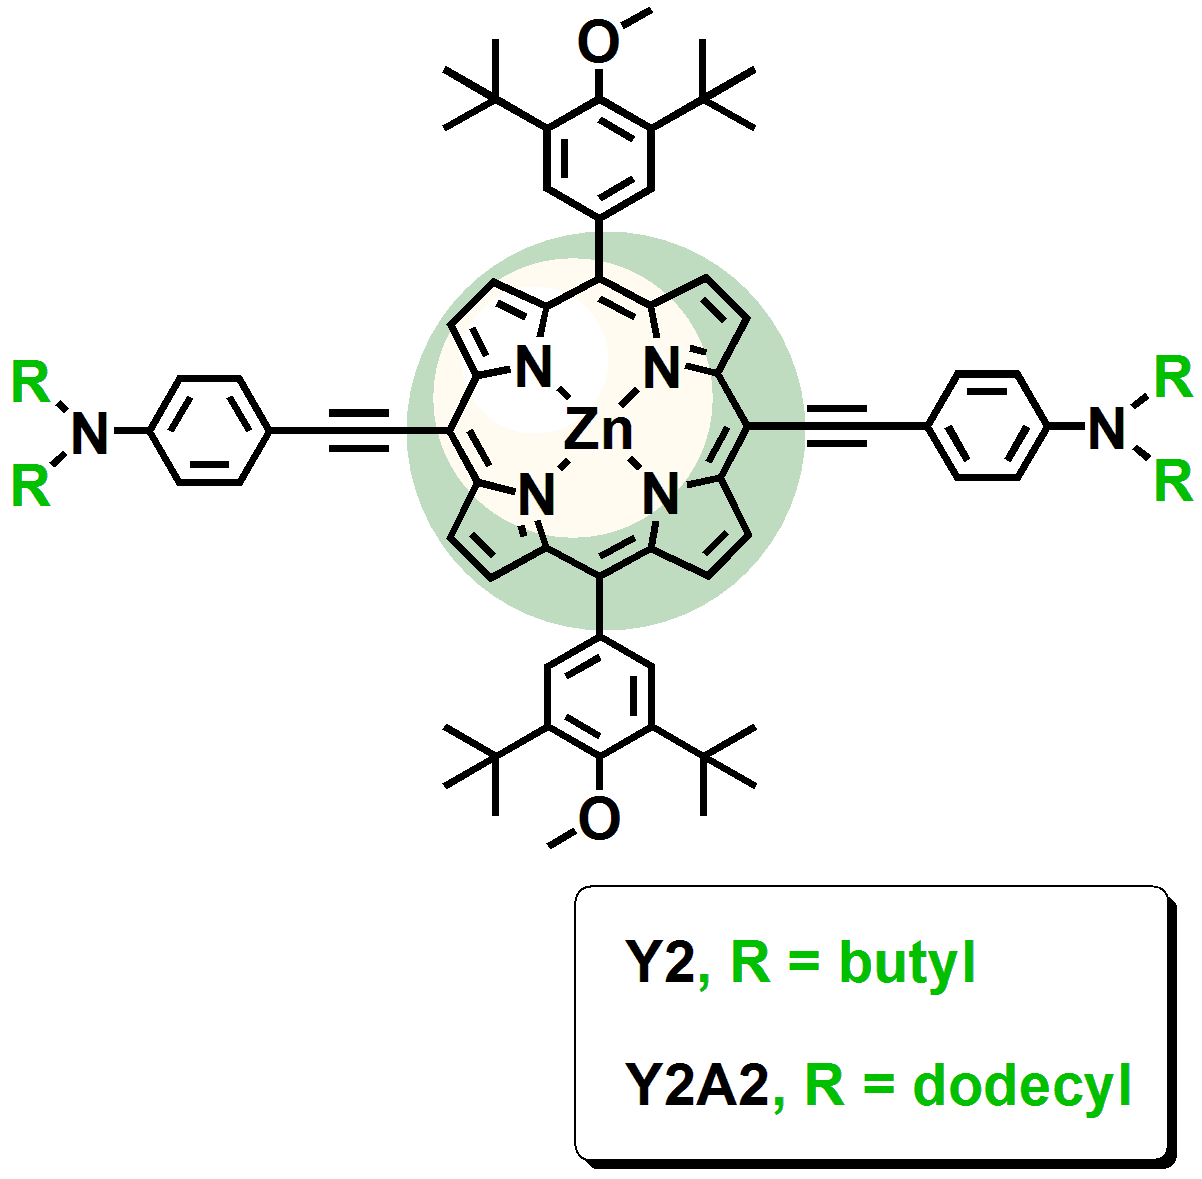 O
R
R
N
N
R
R
N
N
Zn
N
N
O
Y2, R = butyl
Y2A2, R = dodecyl